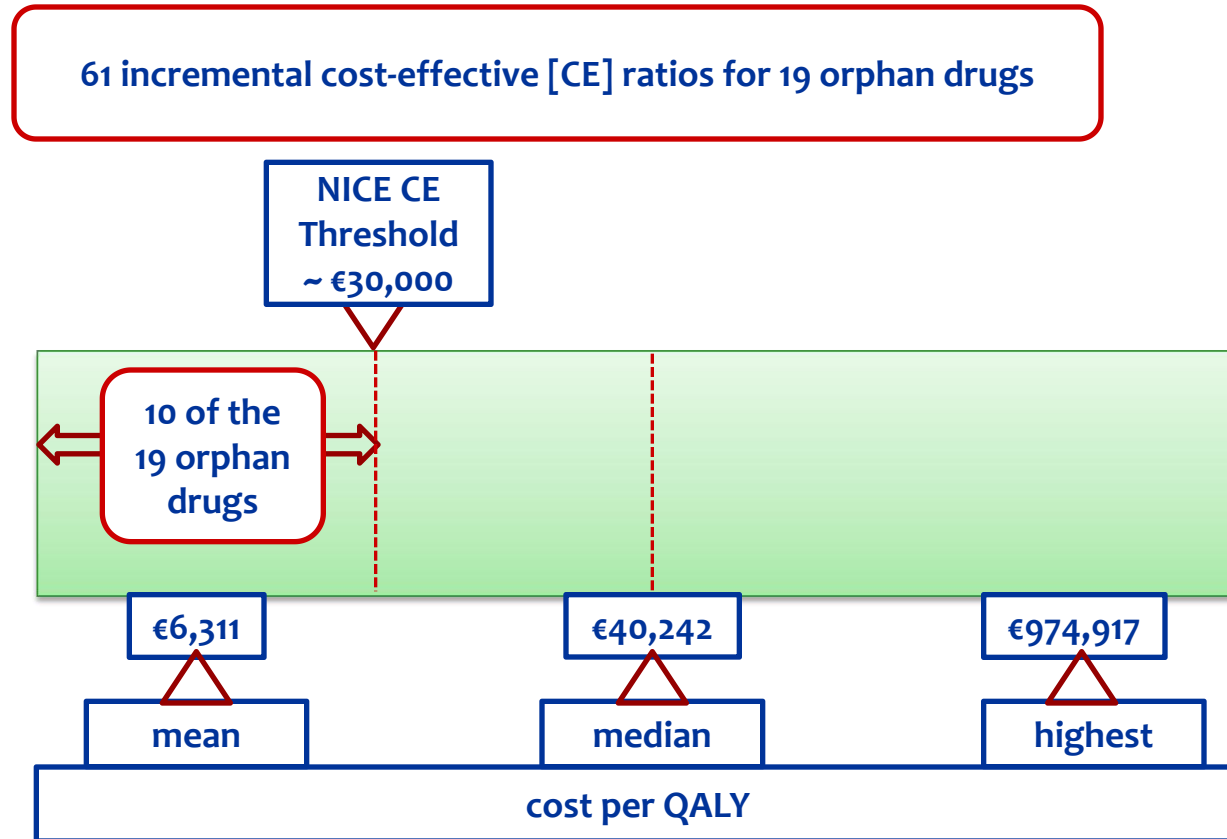 61 incremental cost-effective [CE] ratios for 19 orphan drugs
NICE CE
Threshold
~ €30,000
10 of the
19 orphan
drugs
€6,311
€40,242
€974,917
mean
median
highest
cost per QALY